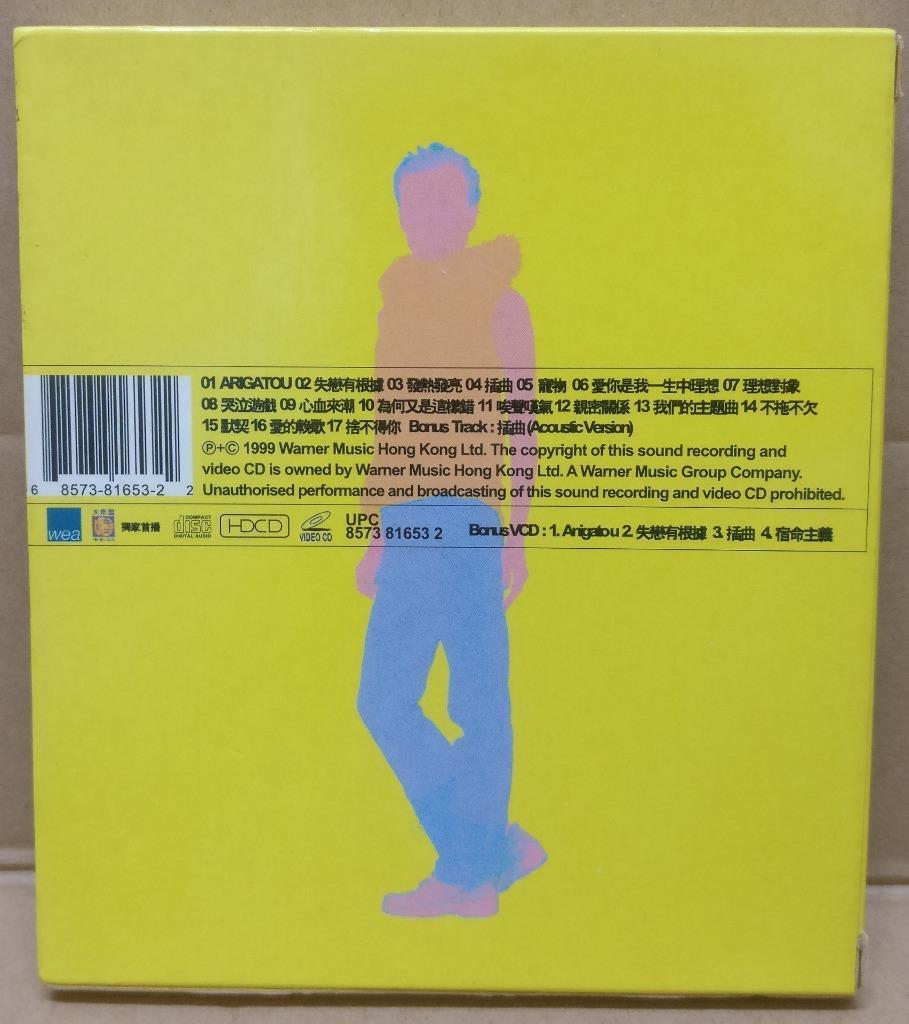 01 ARIGATOU 02 失戀有根據 03 發熱發亮 04 插曲 05 寵物 06 愛你是我一生中理想 07 理想對象
08 哭泣遊戲 09 心血來潮 10 為何又是這樣錯 11 唉聲嘆氣 12 親密關係 13 我們的主題曲 14 不拖不欠
15 默契 16 愛的輓歌 17 捨不得你 Bonus Track : 插曲 (Acoustic Version)
Ⓟ+© 1999 Warner Music Hong Kong Ltd. The copyright of this sound recording and
video CD is owned by Warner Music Hong Kong Ltd. A Warner Music Group Company.
Unauthorised performance and broadcasting of this sound recording and video CD prohibited.
6 8573-81653-2 2
wea
獨家首播
COMPACT
disc
DIGITAL AUDIO
HDCD
VIDEO CD
UPC
8573 81653 2
Bonus VCD : 1. Arigatou 2. 失戀有根據 3. 插曲 4. 宿命主義